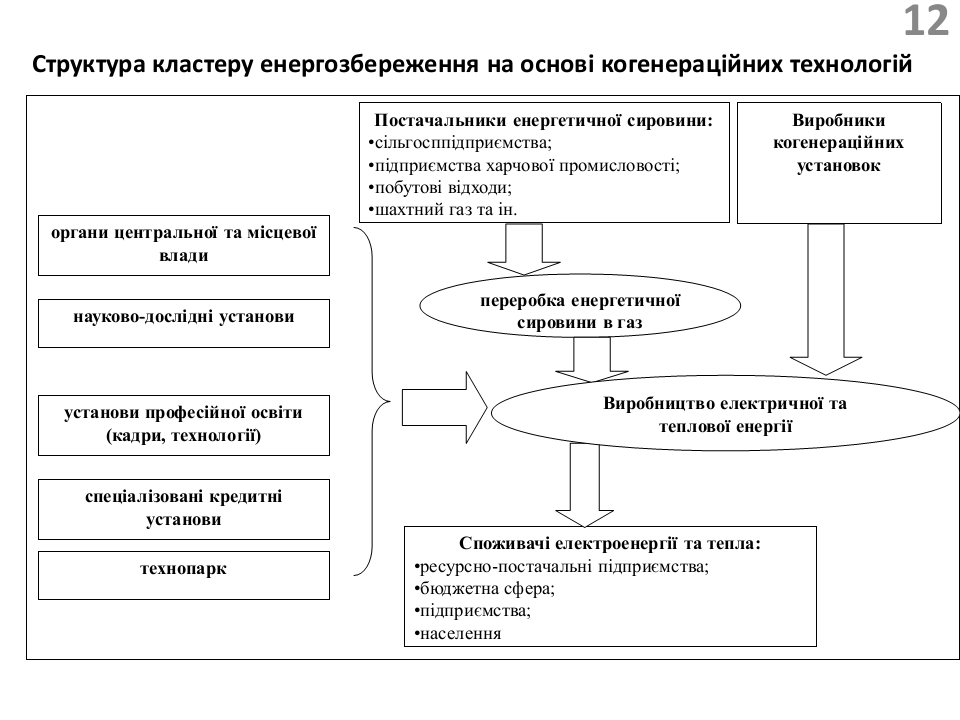 12
Структура кластеру енергозбереження на основі когенераційних технологій
Постачальники енергетичної сировини:
•сільгосппідприємства;
•підприємства харчової промисловості;
•побутові відходи;
•шахтний газ та ін.
Виробники
когенераційних
установок
органи центральної та місцевої
влади
науково-дослідні установи
установи професійної освіти
(кадри, технології)
спеціалізовані кредитні
установи
технопарк
переробка енергетичної
сировини в газ
Виробництво електричної та
теплової енергії
Споживачі електроенергії та тепла:
•ресурсно-постачальні підприємства;
•бюджетна сфера;
•підприємства;
•населення